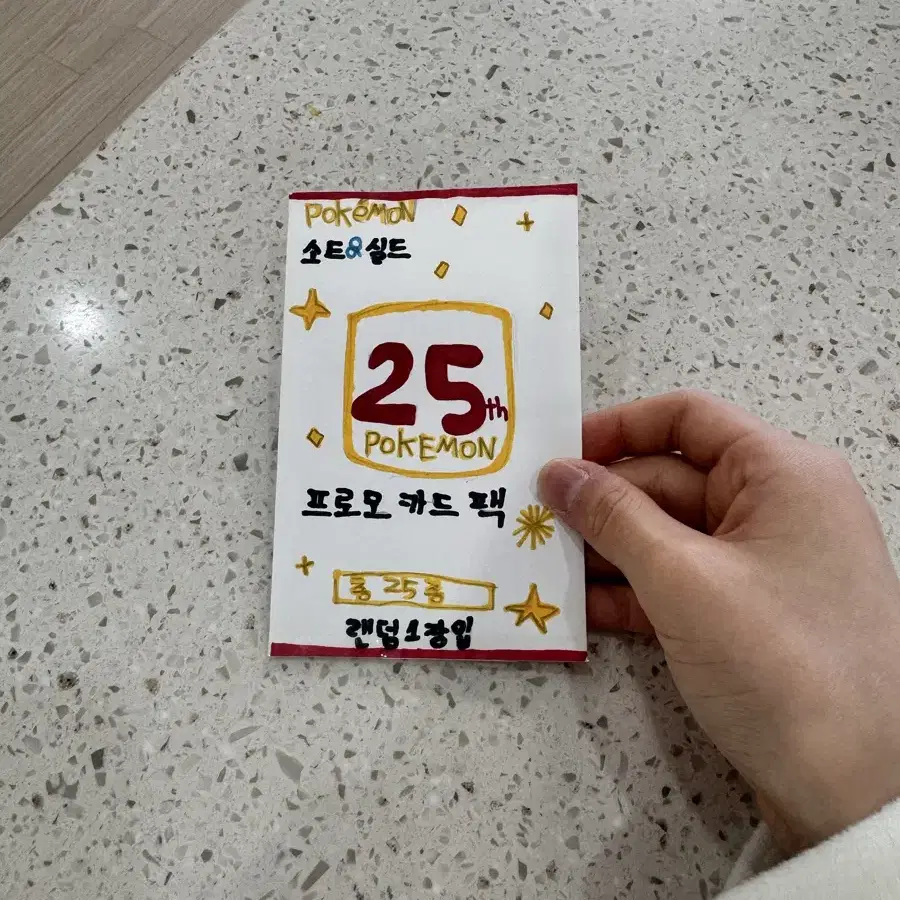 POKéMON
소트&실드
25th
POKEMON
프로모 카드 팩
총 25종
랜덤 1장입